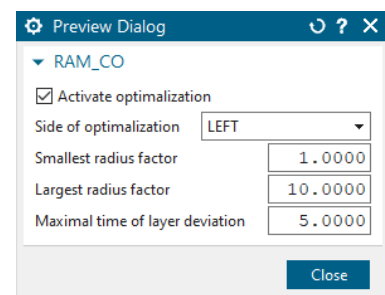 Preview Dialog
RAM_CO
Activate optimalization
Side of optimalization LEFT
Smallest radius factor 1.0000
Largest radius factor 10.0000
Maximal time of layer deviation 5.0000
Close